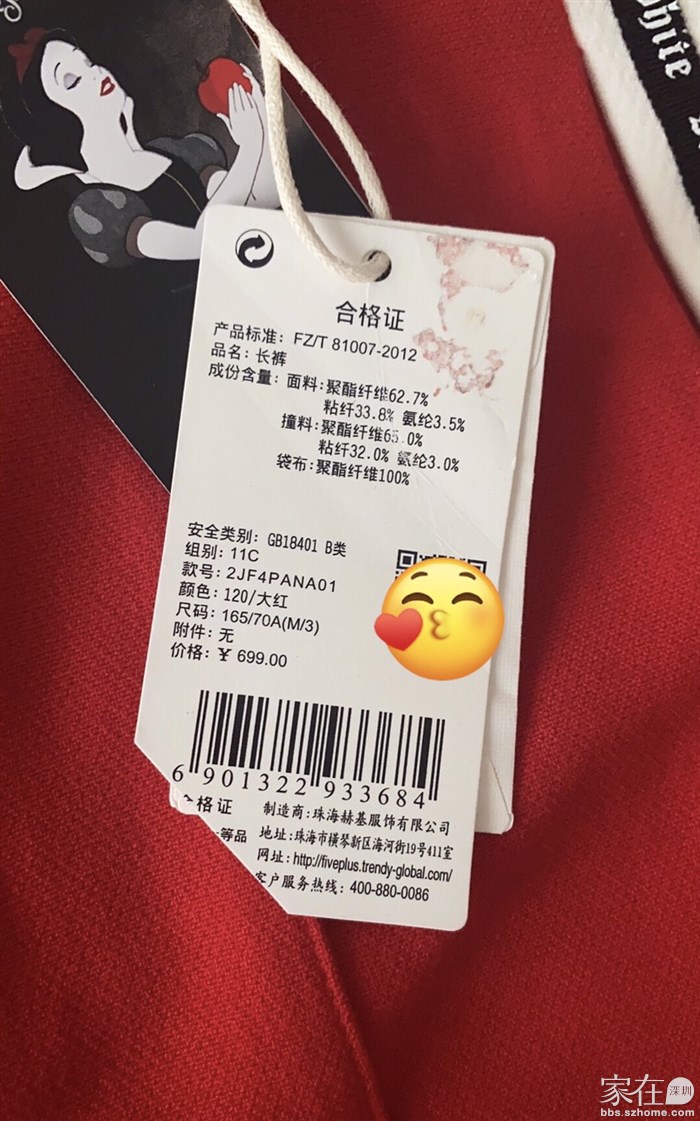 hite
合格证
产品标准: FZ/T 81007-2012
品名: 长裤
成份含量: 面料:聚酯纤维62.7%
粘纤33.8% 氨纶3.5%
撞料:聚酯纤维65.0%
粘纤32.0% 氨纶3.0%
袋布:聚酯纤维100%
安全类别: GB18401 B类
组别: 11C
款号: 2JF4PANA01
颜色: 120/大红
尺码: 165/70A(M/3)
附件: 无
价格: ¥ 699.00
6 901322 933684
合格证
制造商:珠海赫基服饰有限公司
等品
地址:珠海市横琴新区海河街19号411室
网址: http://fiveplus.trendy-global.com/
客户服务热线: 400-880-0086
家在 深圳
bbs.szhome.com